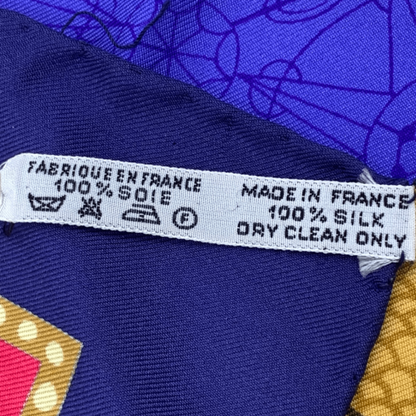 FABRIQUE EN FRANCE
100% SOIE
F
MADE IN FRANCE
100% SILK
DRY CLEAN ONLY